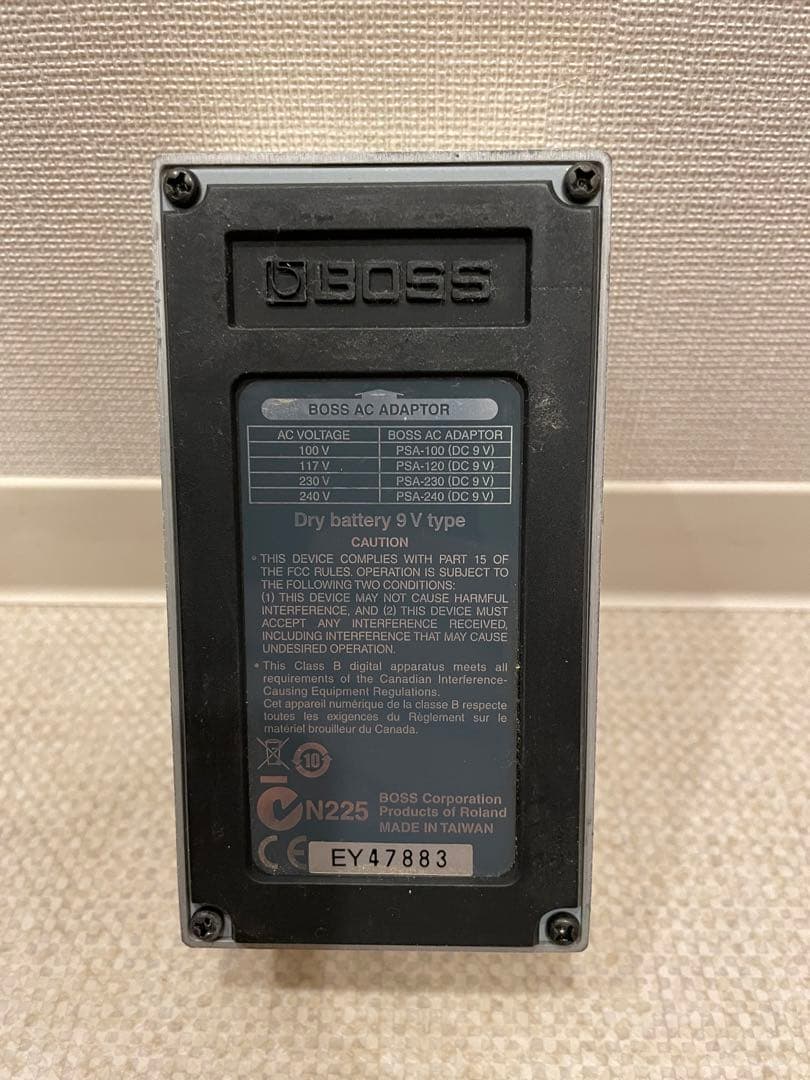 BOSS
BOSS AC ADAPTOR
AC VOLTAGE BOSS AC ADAPTOR
100 V PSA-100 (DC 9 V)
117 V PSA-120 (DC 9 V)
230 V PSA-230 (DC 9 V)
240 V PSA-240 (DC 9 V)
Dry battery 9 V type
CAUTION
• THIS DEVICE COMPLIES WITH PART 15 OF
THE FCC RULES. OPERATION IS SUBJECT TO
THE FOLLOWING TWO CONDITIONS:
(1) THIS DEVICE MAY NOT CAUSE HARMFUL
INTERFERENCE, AND (2) THIS DEVICE MUST
ACCEPT ANY INTERFERENCE RECEIVED,
INCLUDING INTERFERENCE THAT MAY CAUSE
UNDESIRED OPERATION.
• This Class B digital apparatus meets all
requirements of the Canadian Interference-
Causing Equipment Regulations.
Cet appareil numérique de la classe B respecte
toutes les exigences du Règlement sur le
matériel brouilleur du Canada.
10
N225
BOSS Corporation
Products of Roland
MADE IN TAIWAN
CE EY47883